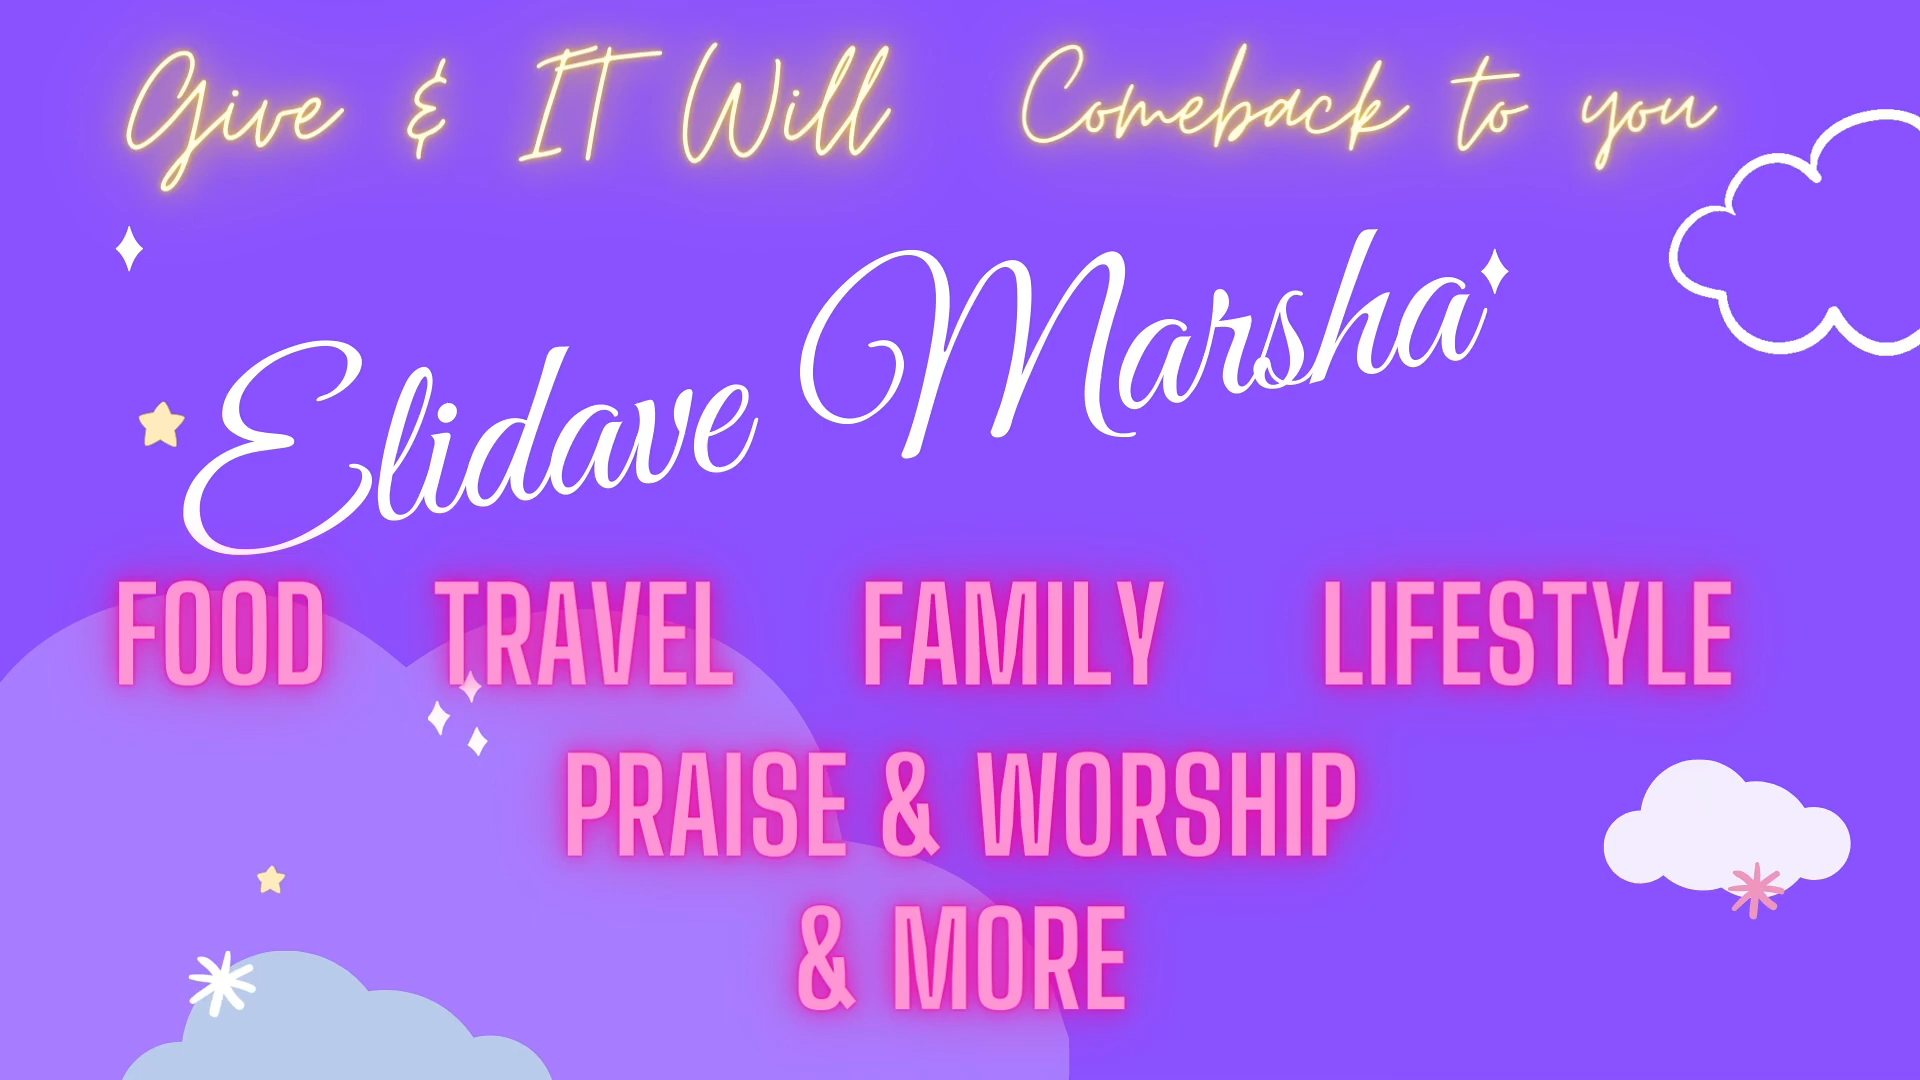 Give & IT Will Comeback to you
Elidave Marsha
FOOD TRAVEL FAMILY LIFESTYLE
PRAISE & WORSHIP
& MORE